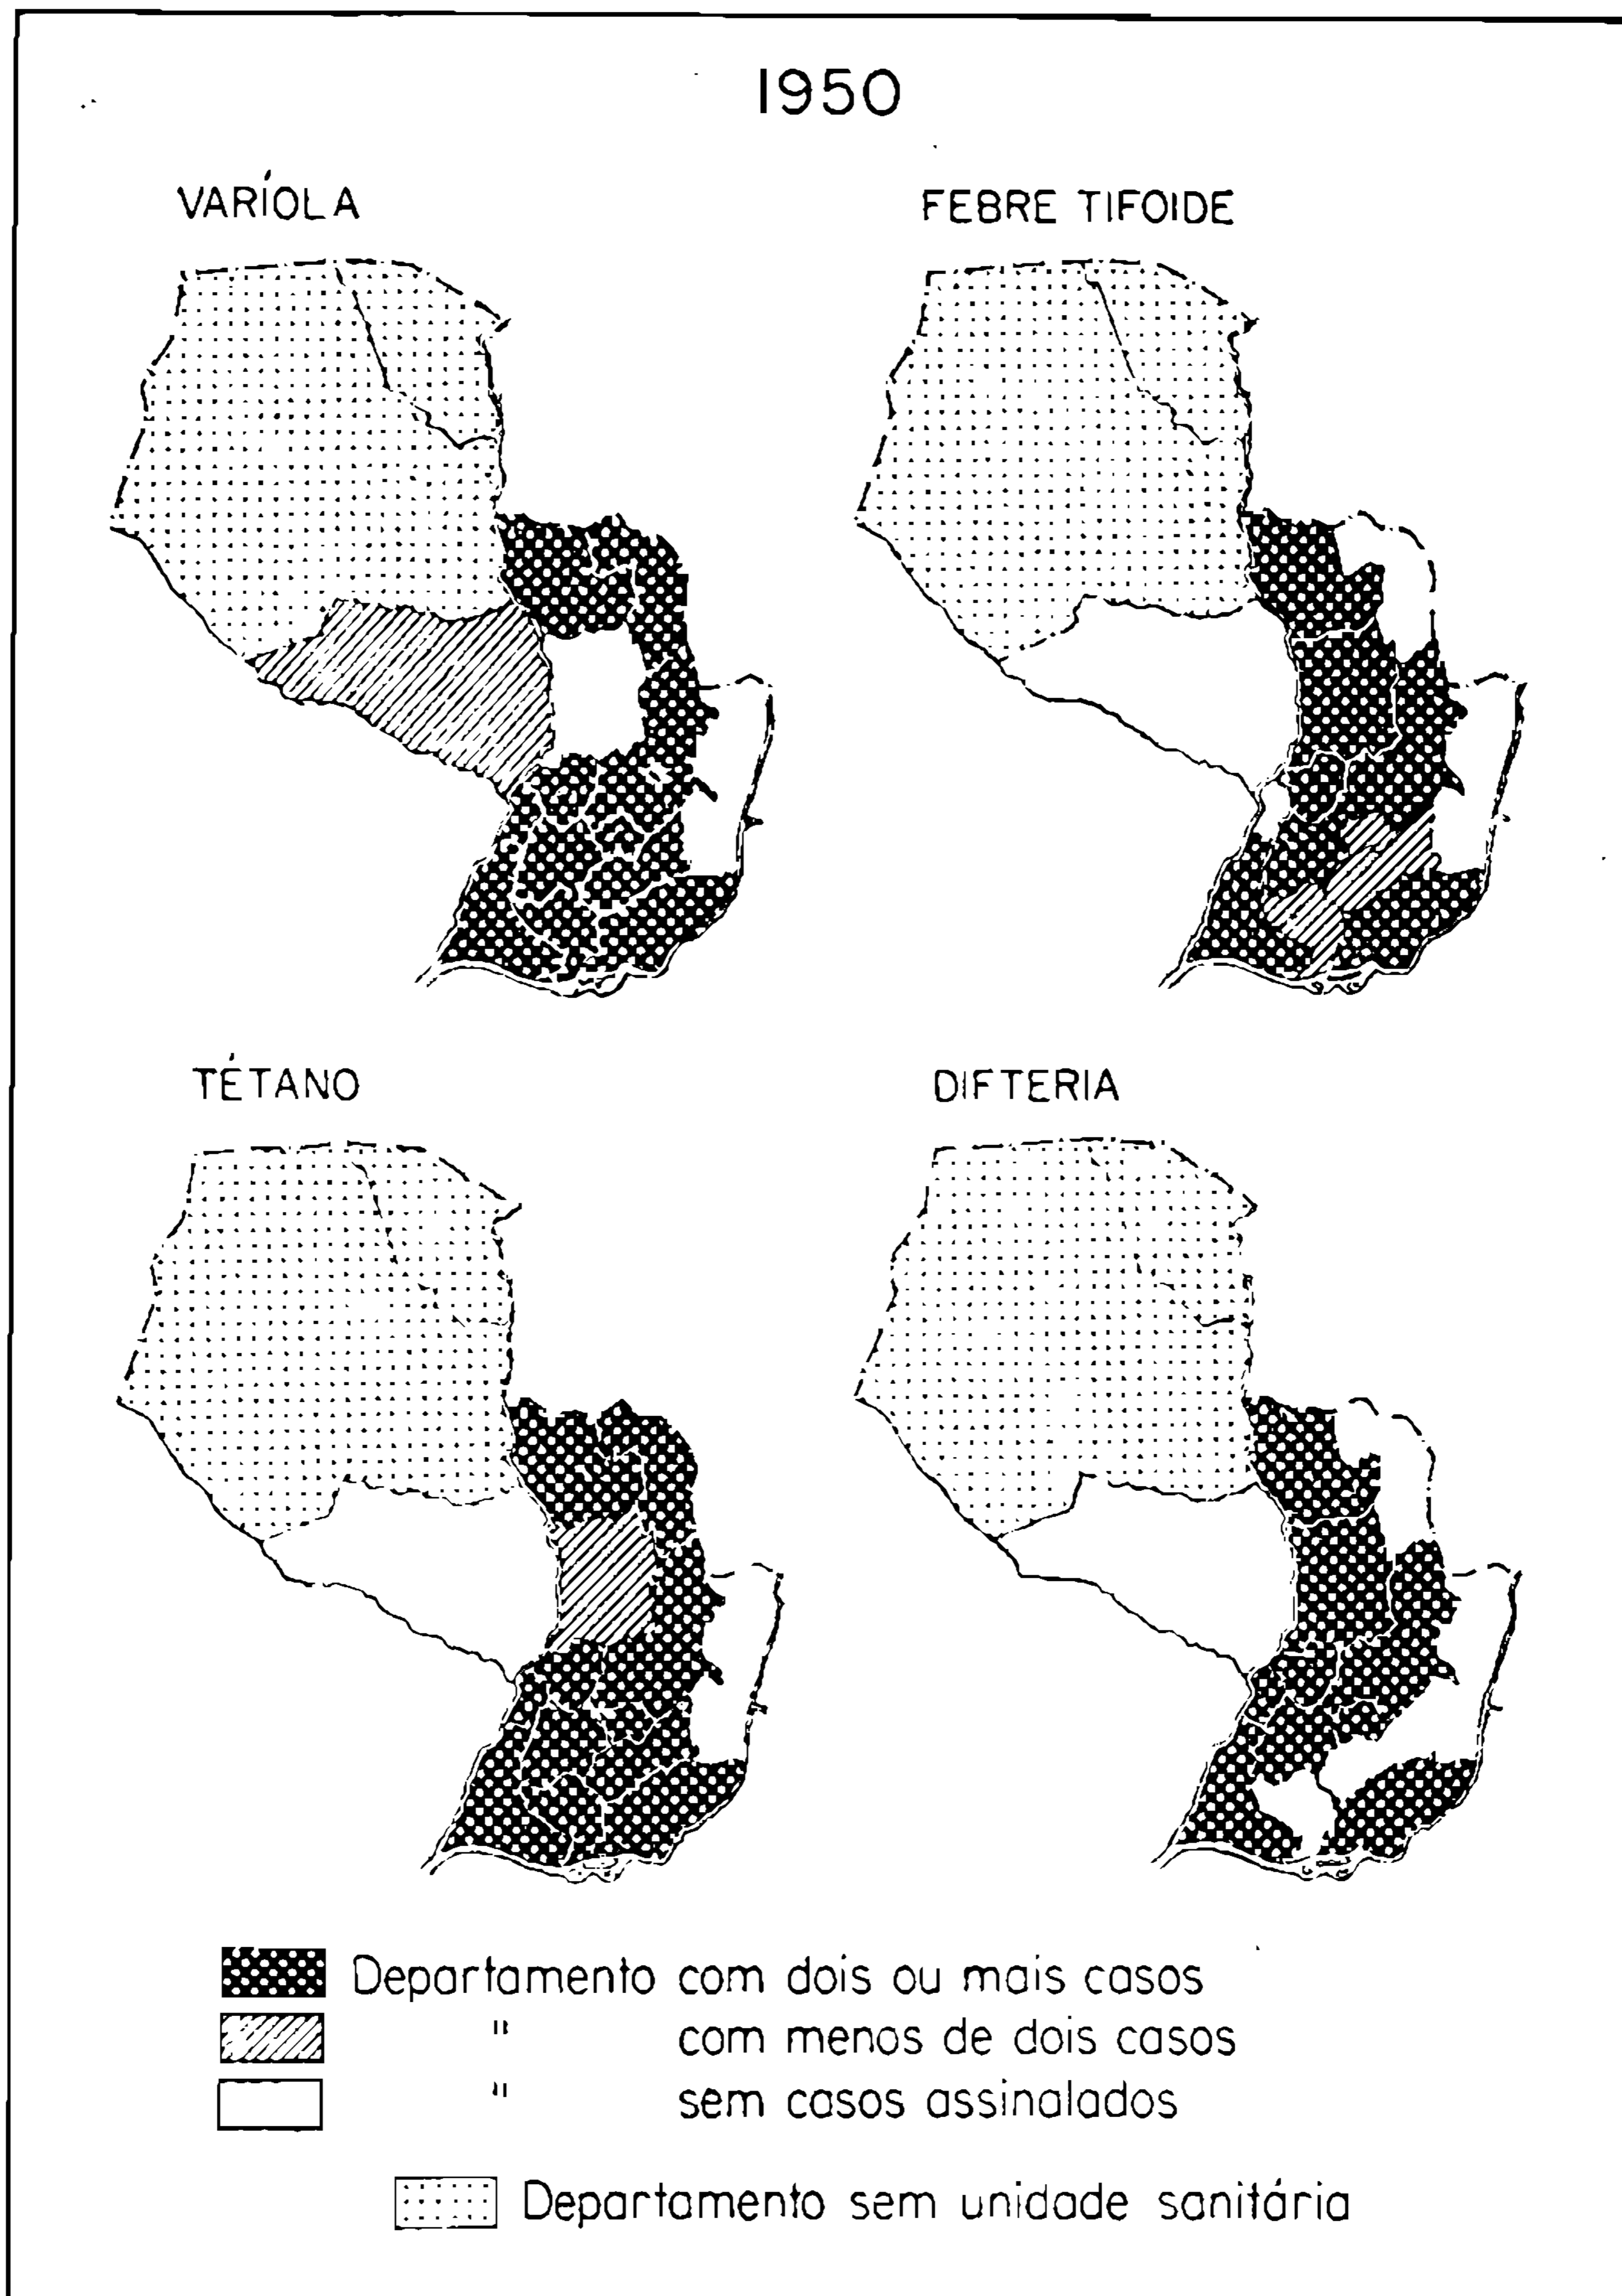 1950
VARÍOLA
FEBRE TIFOIDE
TÉTANO
DIFTERIA
Departamento com dois ou mais casos
" com menos de dois casos
" sem casos assinalados
Departamento sem unidade sanitária